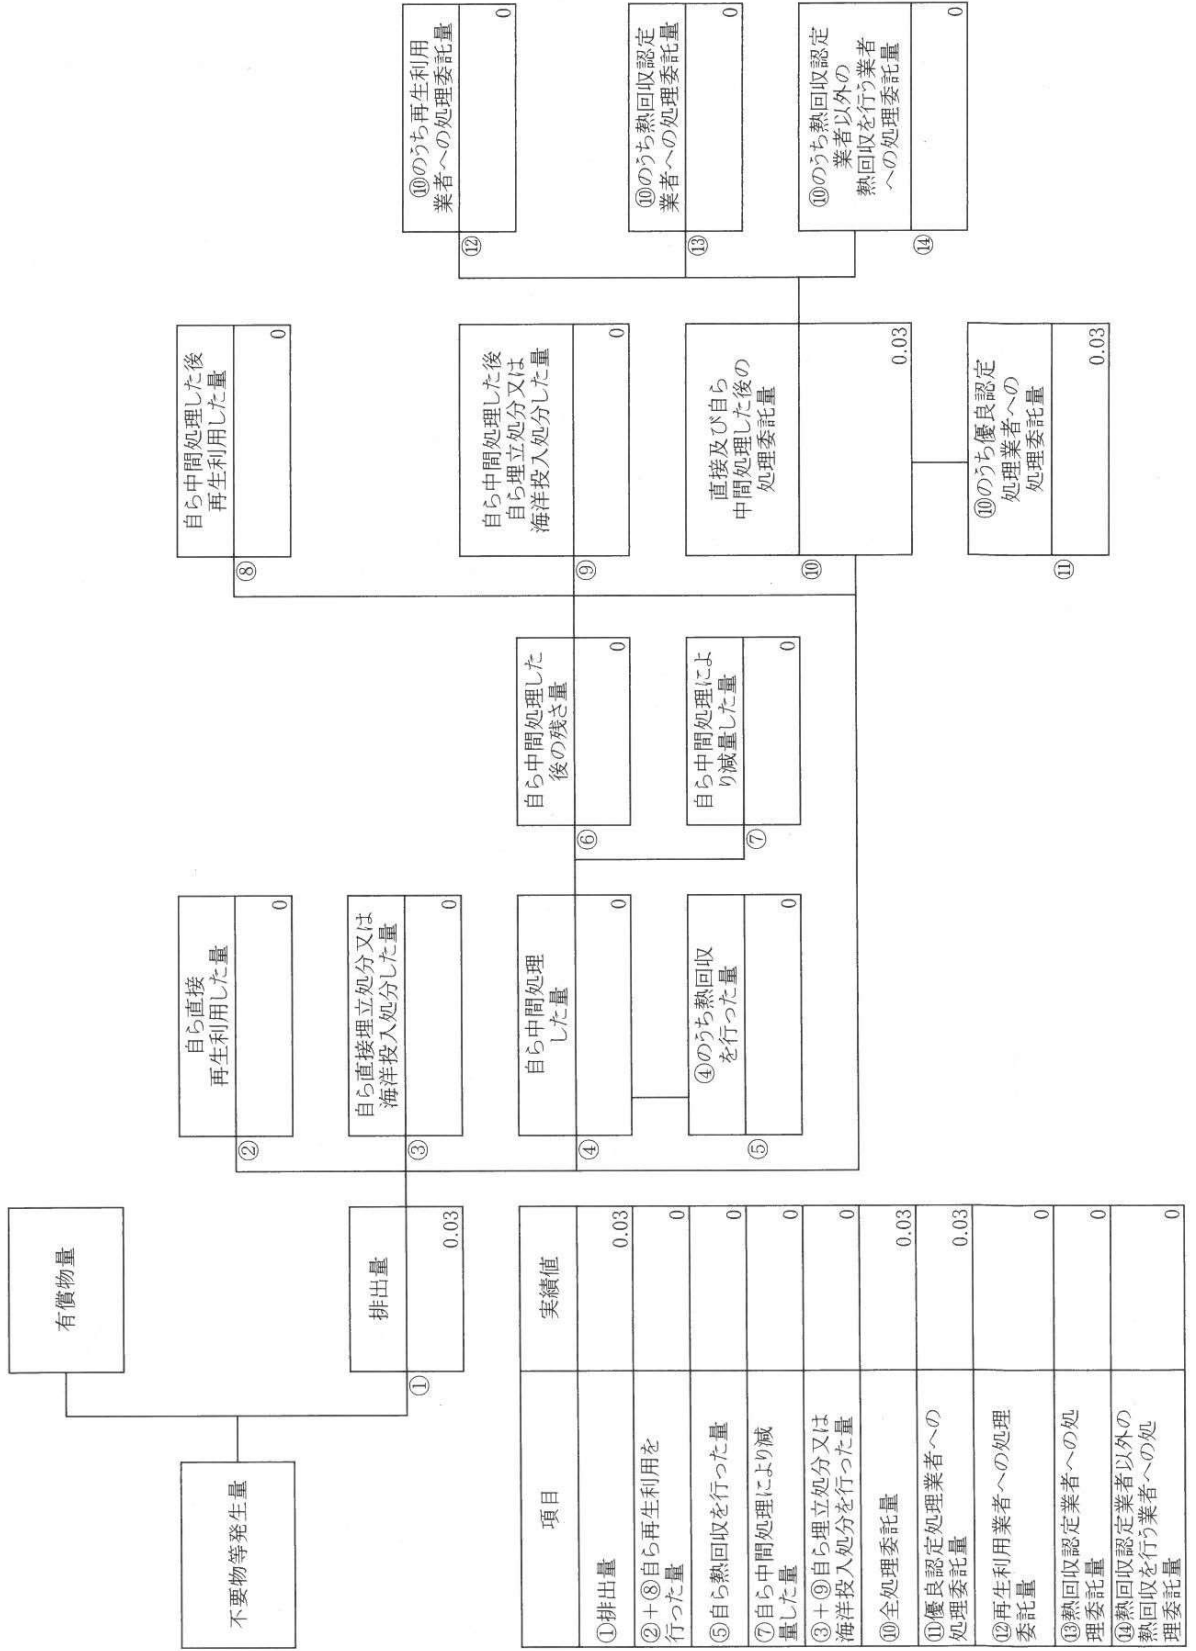 不要物等発生量
有償物量
排出量
①
0.03
自ら直接
再生利用した量
②
0
自ら直接埋立処分又は
海洋投入処分した量
③
0
自ら中間処理
した量
④
0
④のうち熱回収
を行った量
⑤
0
自ら中間処理した
後の残さ量
⑥
0
自ら中間処理によ
り減量した量
⑦
0
自ら中間処理した後
再生利用した量
⑧
0
自ら中間処理した後
自ら埋立処分又は
海洋投入処分した量
⑨
0
直接及び自ら
中間処理した後の
処理委託量
⑩
0.03
⑩のうち優良認定
処理業者への
処理委託量
⑪
0.03
⑩のうち再生利用
業者への処理委託量
⑫
0
⑩のうち熱回収認定
業者への処理委託量
⑬
0
⑩のうち熱回収認定
業者以外の
熱回収を行う業者
への処理委託量
⑭
0
項目 実績値
①排出量 0.03
②+⑧自ら再生利用を
行った量 0
⑤自ら熱回収を行った量 0
⑦自ら中間処理により減
量した量 0
③+⑨自ら埋立処分又は
海洋投入処分を行った量 0
⑩全処理委託量 0.03
⑪優良認定処理業者への
処理委託量 0.03
⑫再生利用業者への処理
委託量 0
⑬熱回収認定業者への処
理委託量 0
⑭熱回収認定業者以外の
熱回収を行う業者への処
理委託量 0